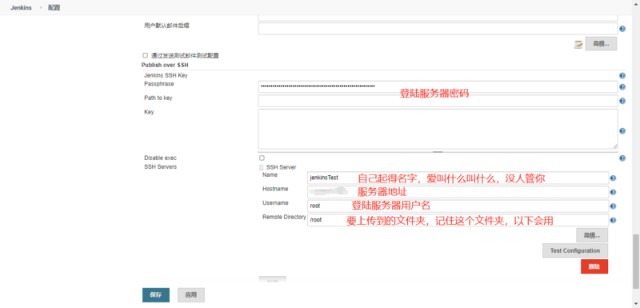 Jenkins > 配置
用户默认邮件后缀
高级...
通过发送测试邮件测试配置
Publish over SSH
Jenkins SSH Key
Passphrase
登陆服务器密码
Path to key
Key
Disable exec
SSH Servers
SSH Server
Name jenkinsTest 自己起得名字，爱叫什么叫什么，没人管你
Hostname 服务器地址
Username root 登陆服务器用户名
Remote Directory /root 要上传到的文件夹，记住这个文件夹，以下会用
高级...
Test Configuration
删除
保存 应用